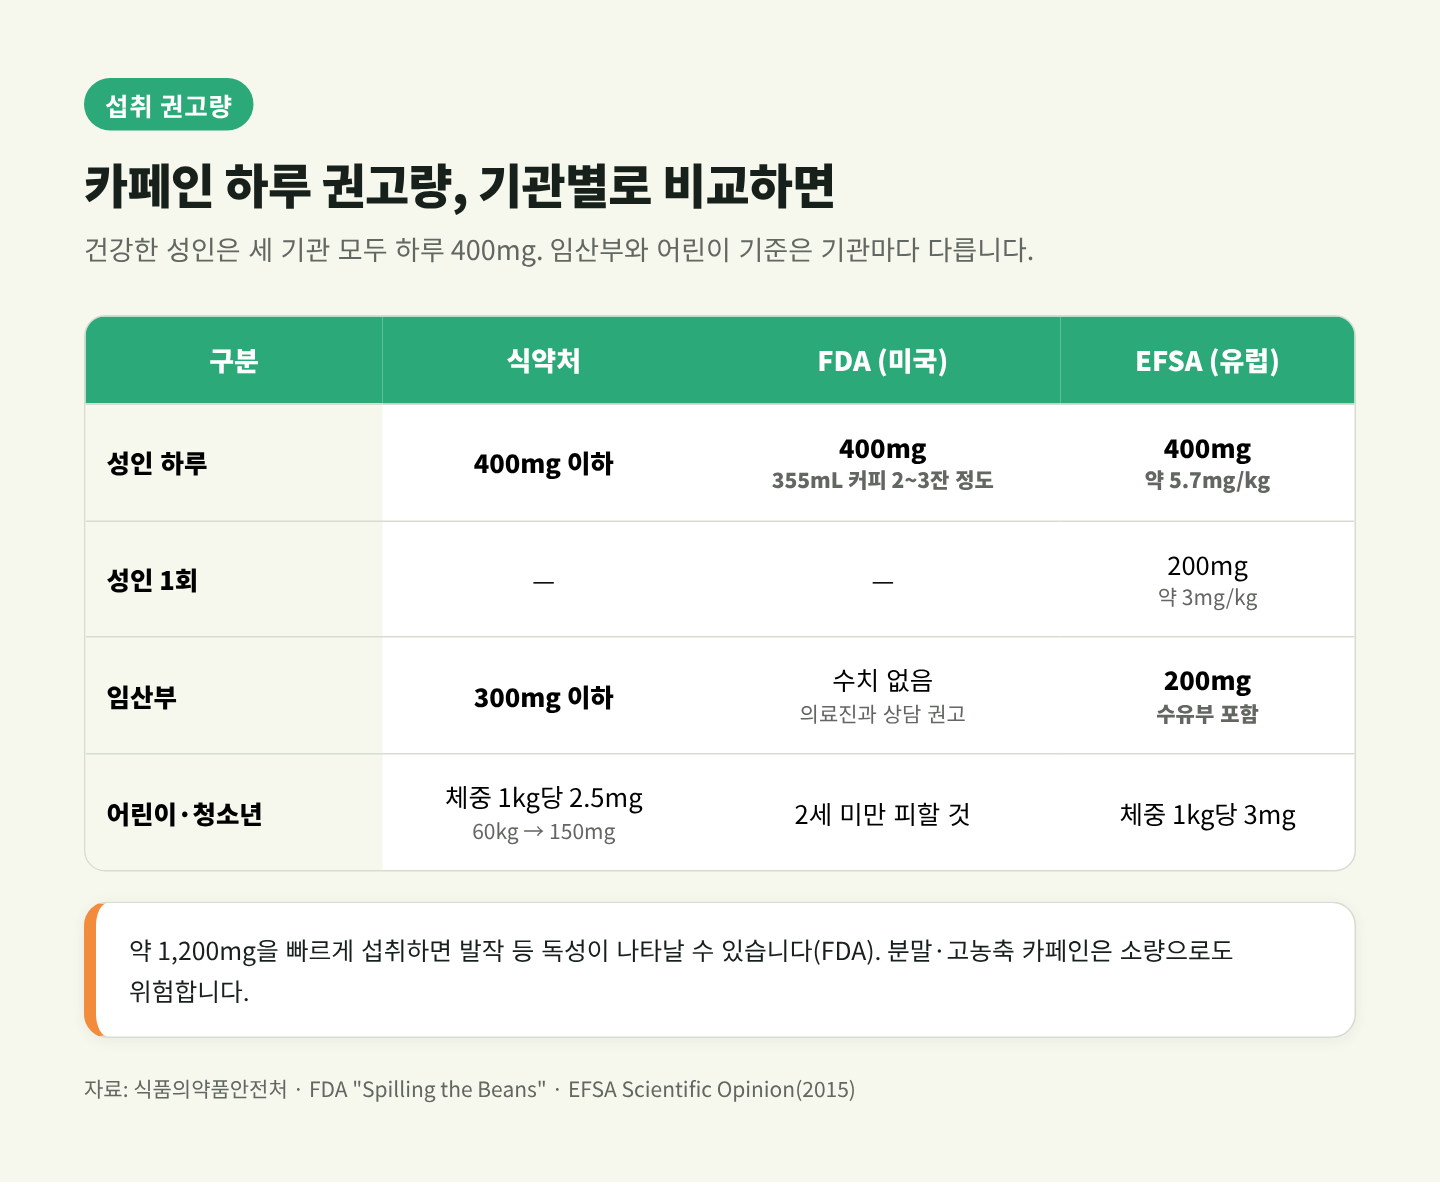 섭취 권고량
카페인 하루 권고량, 기관별로 비교하면
건강한 성인은 세 기관 모두 하루 400mg. 임산부와 어린이 기준은 기관마다 다릅니다.
구분 식약처 FDA (미국) EFSA (유럽)
성인 하루 400mg 이하 400mg 400mg
355mL 커피 2~3잔 정도 약 5.7mg/kg
성인 1회 — — 200mg
약 3mg/kg
임산부 300mg 이하 수치 없음 200mg
의료진과 상담 권고 수유부 포함
어린이·청소년 체중 1kg당 2.5mg 2세 미만 피할 것 체중 1kg당 3mg
60kg → 150mg
약 1,200mg을 빠르게 섭취하면 발작 등 독성이 나타날 수 있습니다(FDA). 분말·고농축 카페인은 소량으로도
위험합니다.
자료: 식품의약품안전처 · FDA "Spilling the Beans" · EFSA Scientific Opinion(2015)